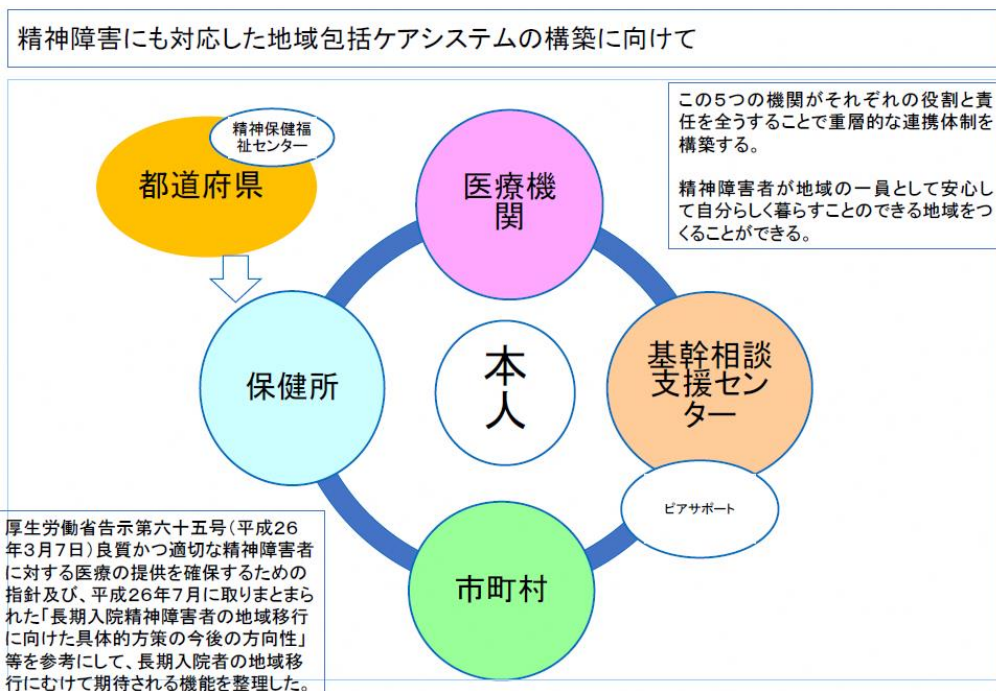 精神障害にも対応した地域包括ケアシステムの構築に向けて
この5つの機関がそれぞれの役割と責
任を全うすることで重層的な連携体制を
構築する。
精神障害者が地域の一員として安心し
て自分らしく暮らすことのできる地域をつ
くることができる。
精神保健福
祉センター
都道府県
医療機
関
保健所
本
人
基幹相談
支援セン
ター
ピアサポート
市町村
厚生労働省告示第六十五号(平成26
年3月7日)良質かつ適切な精神障害者
に対する医療の提供を確保するための
指針及び、平成26年7月に取りまとまら
れた「長期入院精神障害者の地域移行
に向けた具体的方策の今後の方向性」
等を参考にして、長期入院者の地域移
行にむけて期待される機能を整理した。